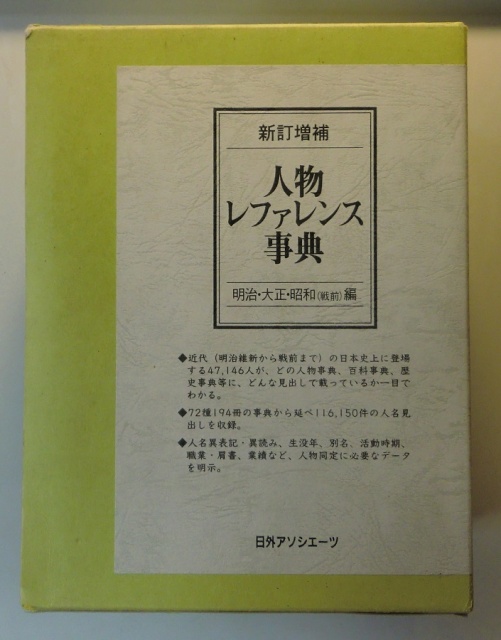 新訂増補
人物
レファレンス
事典
明治・大正・昭和(戦前)編
◆近代(明治維新から戦前まで)の日本史上に登場
する47,146人が、どの人物事典、百科事典、歴
史事典等に、どんな見出しで載っているか一目で
わかる。
◆72種194冊の事典から延べ116,150件の人名見
出しを収録。
◆人名異表記・異読み、生没年、別名、活動時期、
職業・肩書、業績など、人物同定に必要なデータ
を明示。
日外アソシエーツ